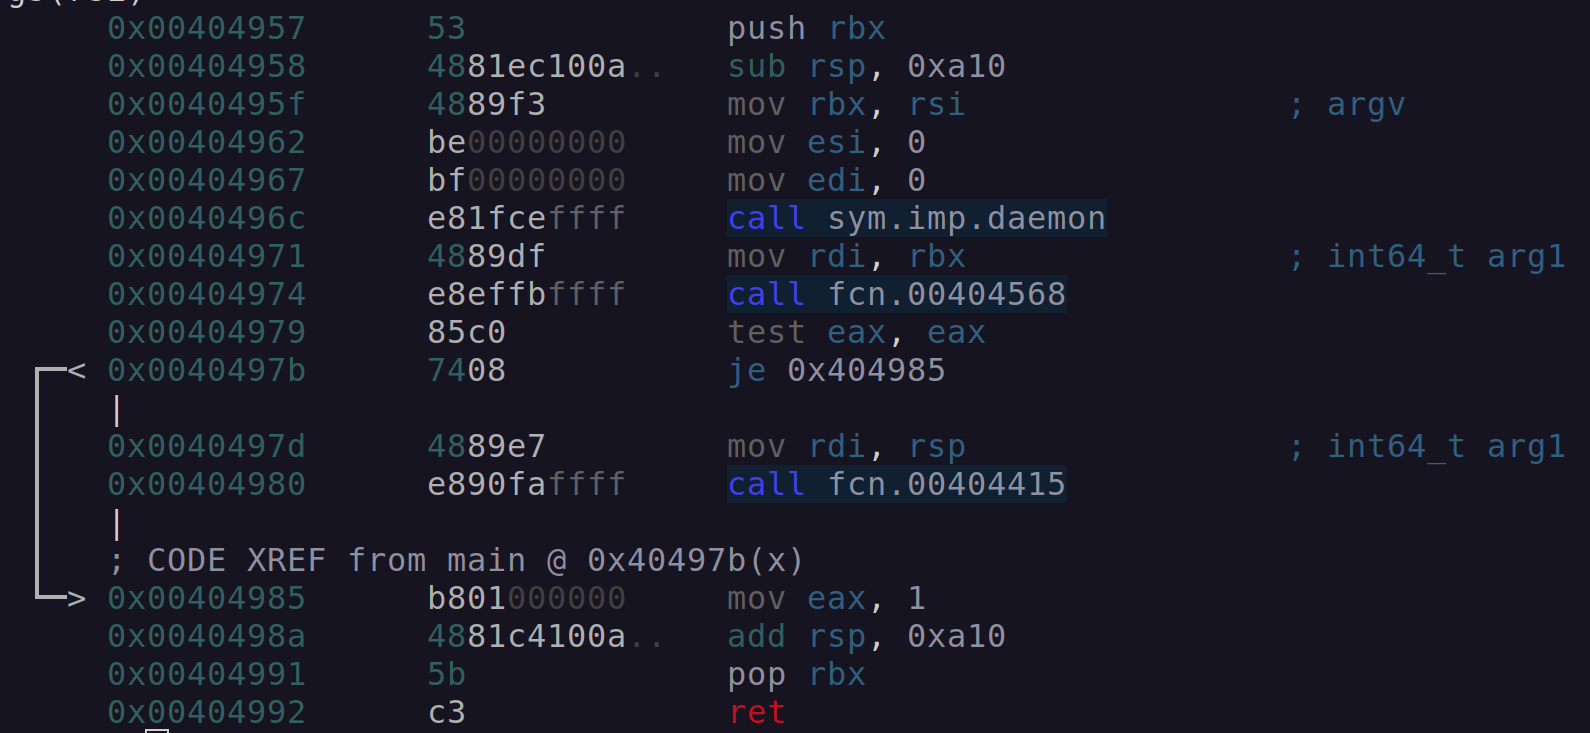 0x00404957 53 push rbx
0x00404958 4881ec100a.. sub rsp, 0xa10
0x0040495f 4889f3 mov rbx, rsi ; argv
0x00404962 be00000000 mov esi, 0
0x00404967 bf00000000 mov edi, 0
0x0040496c e81fceffff call sym.imp.daemon
0x00404971 4889df mov rdi, rbx ; int64_t arg1
0x00404974 e8effbffff call fcn.00404568
0x00404979 85c0 test eax, eax
< 0x0040497b 7408 je 0x404985
|
0x0040497d 4889e7 mov rdi, rsp ; int64_t arg1
0x00404980 e890faffff call fcn.00404415
|
; CODE XREF from main @ 0x40497b(x)
> 0x00404985 b801000000 mov eax, 1
0x0040498a 4881c4100a.. add rsp, 0xa10
0x00404991 5b pop rbx
0x00404992 c3 ret